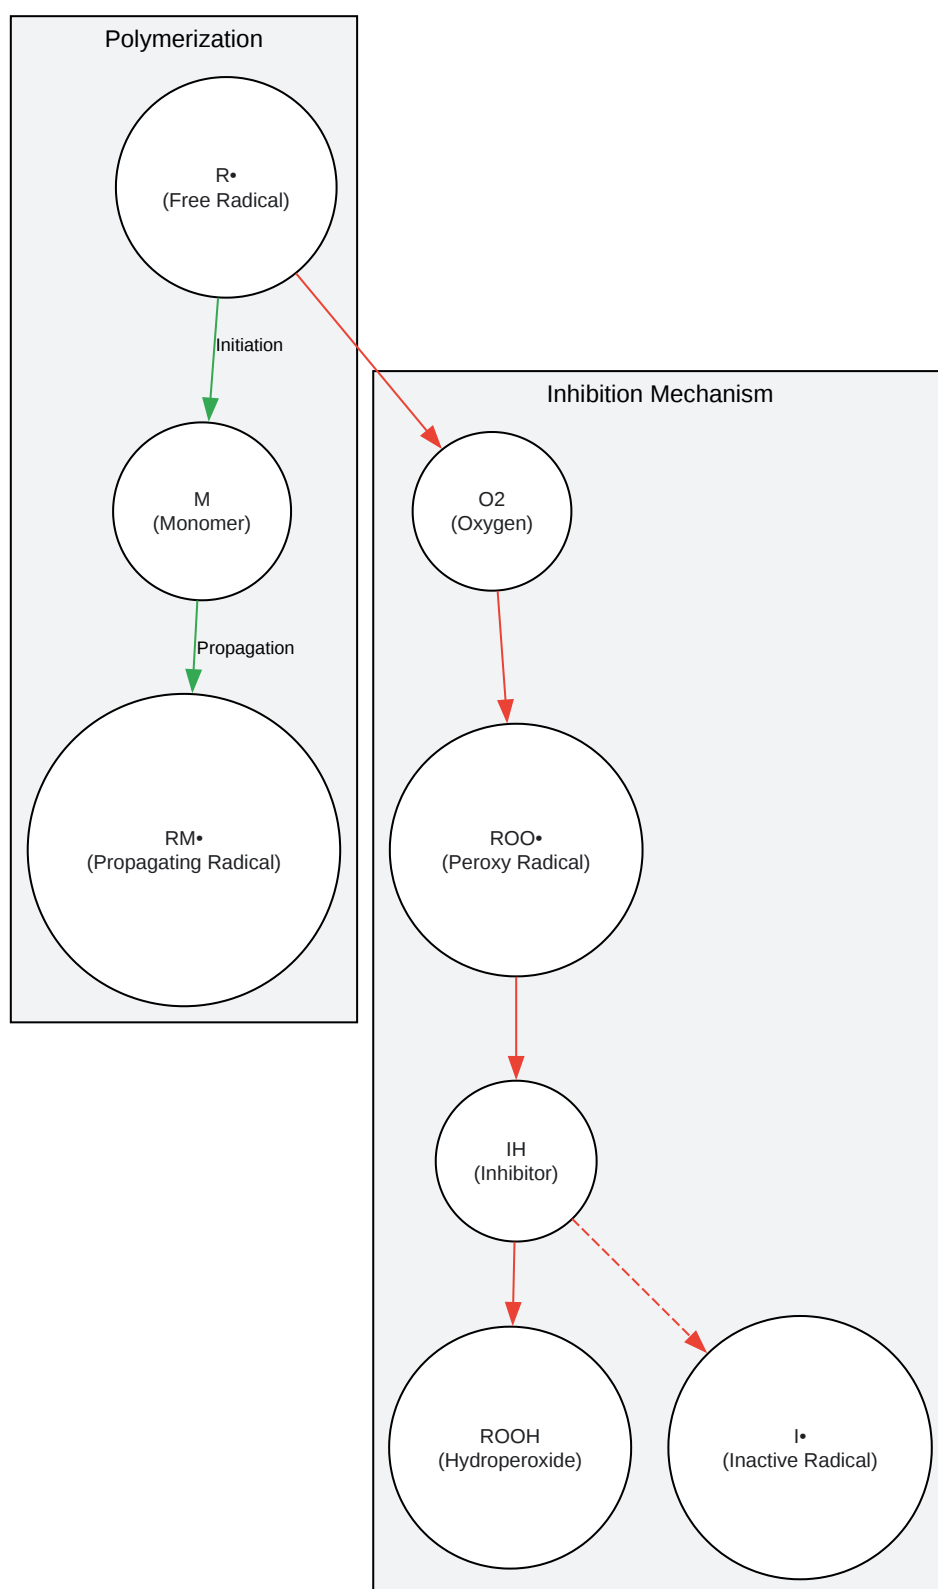 Polymerization
R•
(Free Radical)
Initiation
M
(Monomer)
Propagation
RM•
(Propagating Radical)
Inhibition Mechanism
O2
(Oxygen)
ROO•
(Peroxy Radical)
IH
(Inhibitor)
ROOH
(Hydroperoxide)
I•
(Inactive Radical)